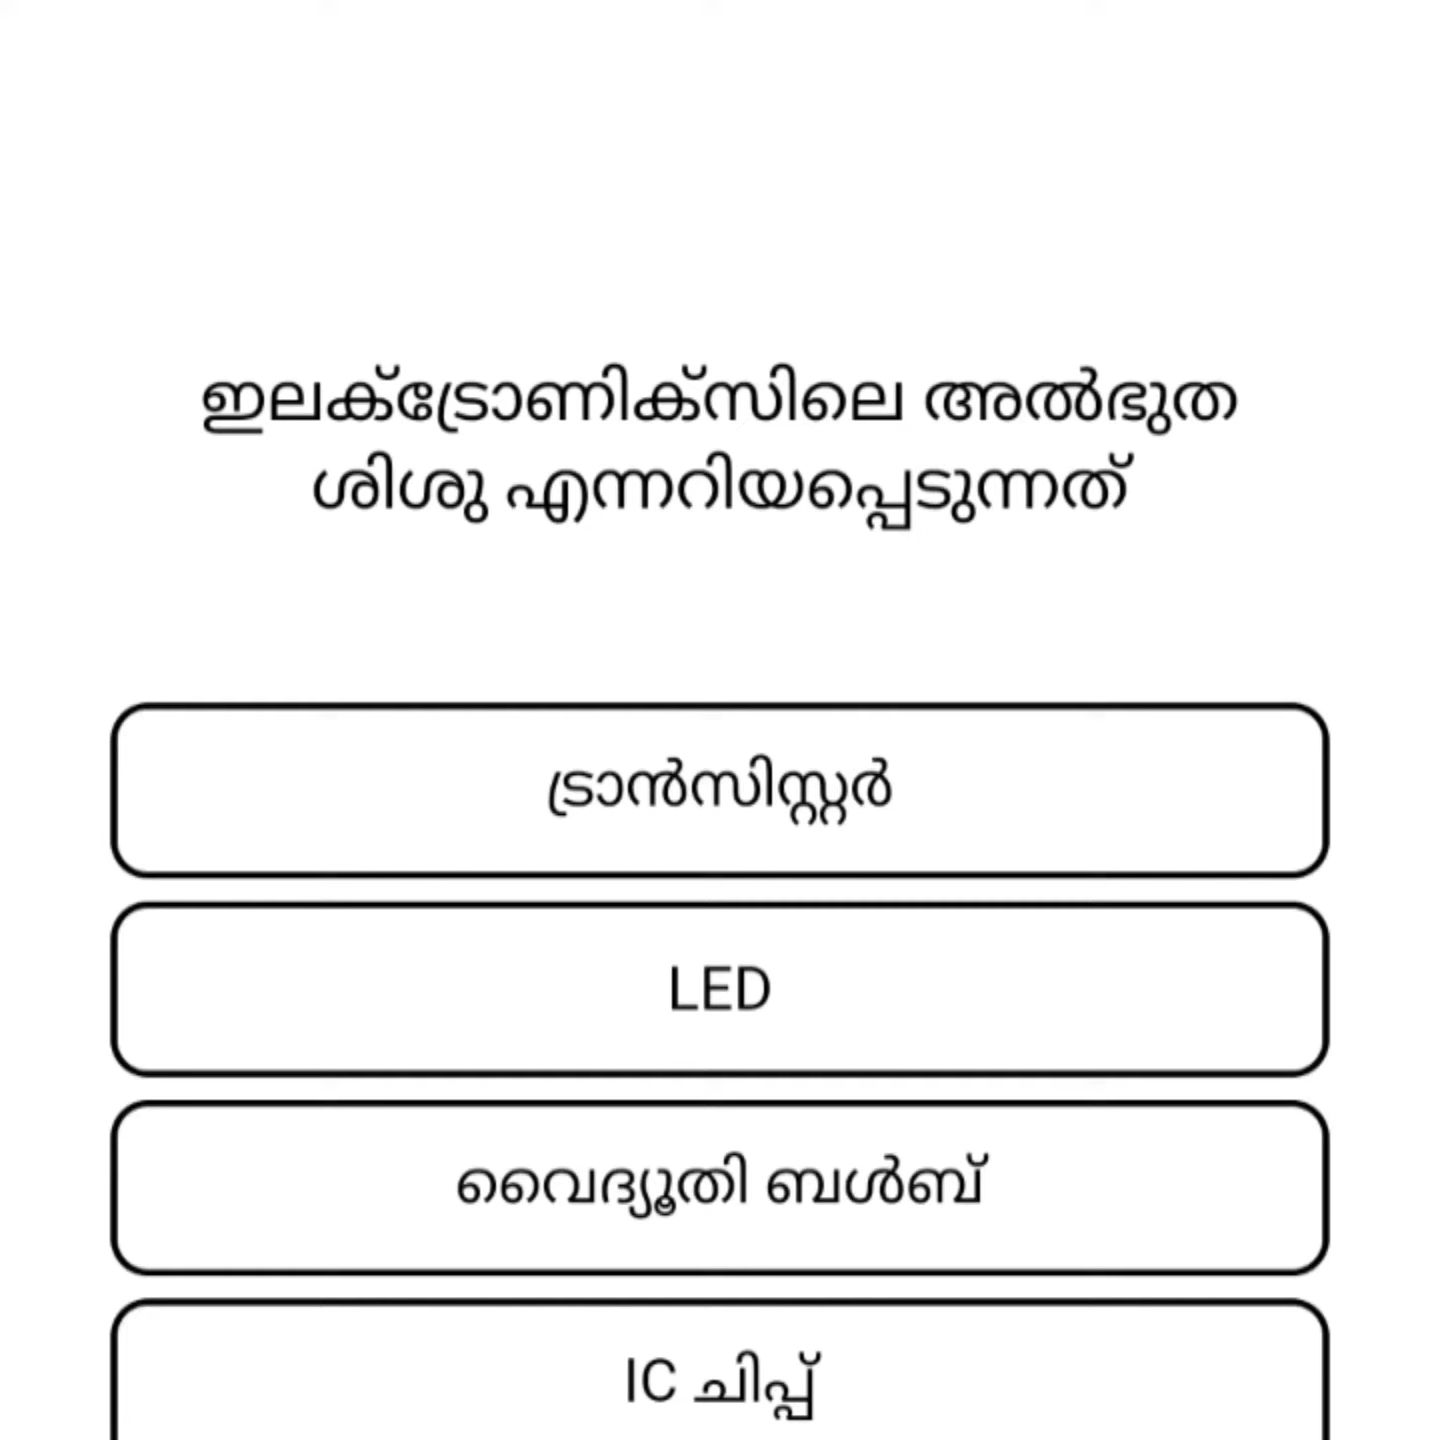 ഇലക്ട്രോണിക്സിലെ അൽഭുത
ശിശു എന്നറിയപ്പെടുന്നത്
ട്രാൻസിസ്റ്റർ
LED
വൈദ്യൂതി ബൾബ്
IC ചിപ്പ്